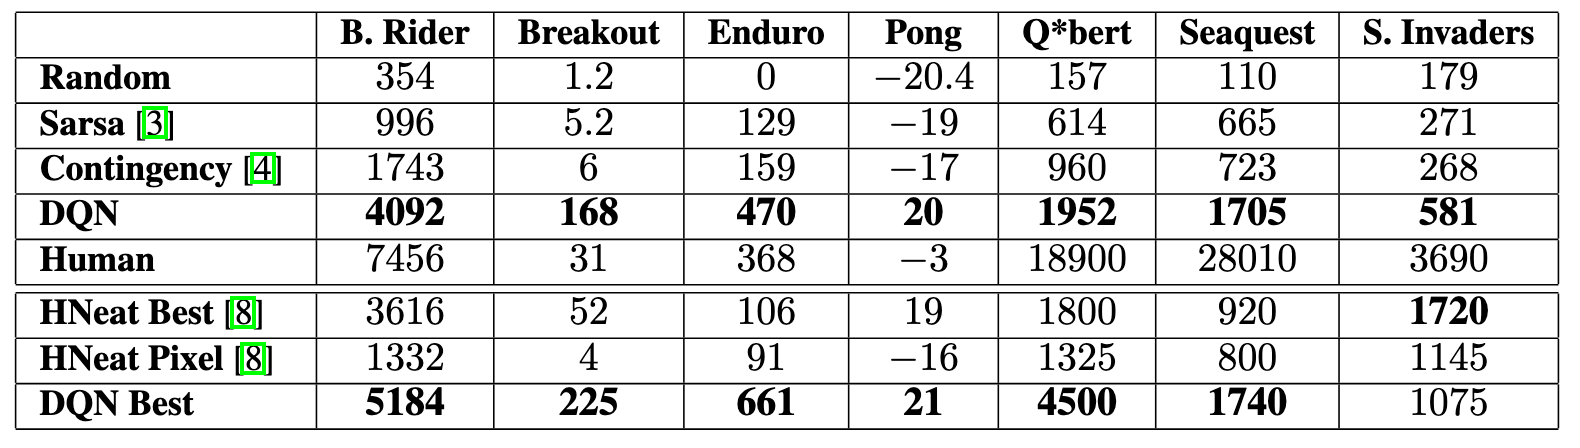 B. Rider Breakout Enduro Pong Q*bert Seaquest S. Invaders
Random 354 1.2 0 −20.4 157 110 179
Sarsa [3] 996 5.2 129 −19 614 665 271
Contingency [4] 1743 6 159 −17 960 723 268
DQN 4092 168 470 20 1952 1705 581
Human 7456 31 368 −3 18900 28010 3690
HNeat Best [8] 3616 52 106 19 1800 920 1720
HNeat Pixel [8] 1332 4 91 −16 1325 800 1145
DQN Best 5184 225 661 21 4500 1740 1075